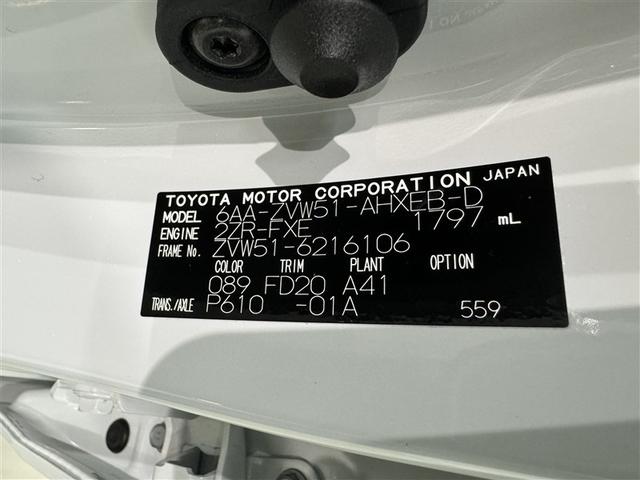 TOYOTA MOTOR CORPORATION JAPAN
MODEL 6AA-ZVW51-AHXEB-D
ENGINE 2ZR-FXE 1797 mL
FRAME No. ZVW51-6216106
COLOR TRIM PLANT OPTION
089 FD20 A41
TRANS./AXLE P610 -01A 559